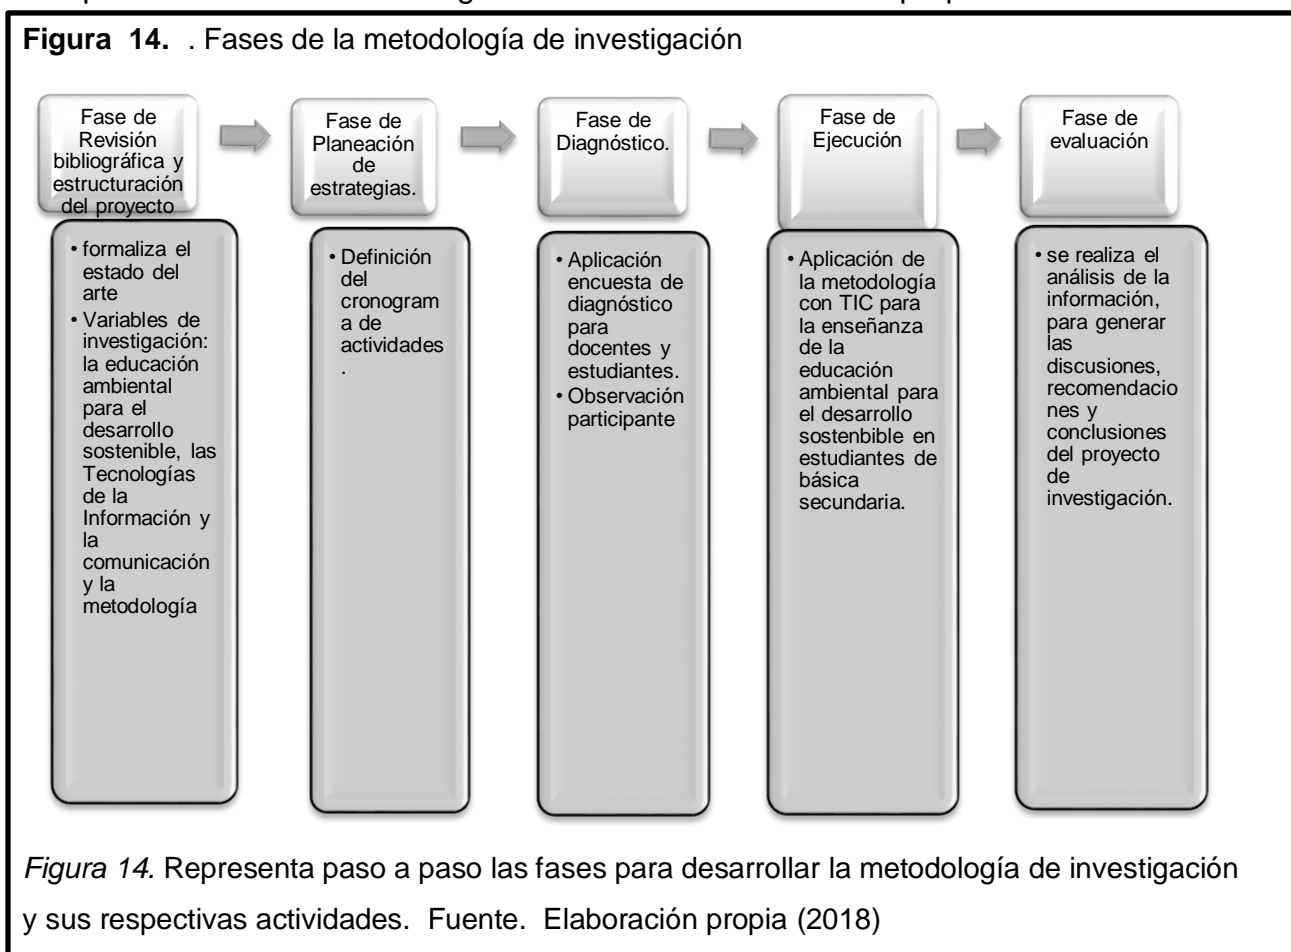 Figura 14. . Fases de la metodología de investigación
Fase de
Revisión
bibliográfica y
estructuración
del proyecto
• formaliza el
estado del
arte
• Variables de
investigación:
la educación
ambiental
para el
desarrollo
sostenible, las
Tecnologías
de la
Información y
la
comunicación
y la
metodología
Fase de
Planeación
de
estrategias.
• Definición
del
cronogram
a de
actividades
.
Fase de
Diagnóstico.
• Aplicación
encuesta de
diagnóstico
para
docentes y
estudiantes.
• Observación
participante
Fase de
Ejecución
• Aplicación de
la metodología
con TIC para
la enseñanza
de la
educación
ambiental para
el desarrollo
sostenbible en
estudiantes de
básica
secundaria.
Fase de
evaluación
• se realiza el
análisis de la
información,
para generar
las
discusiones,
recomendacio
nes y
conclusiones
del proyecto
de
investigación.
Figura 14. Representa paso a paso las fases para desarrollar la metodología de investigación
y sus respectivas actividades. Fuente. Elaboración propia (2018)